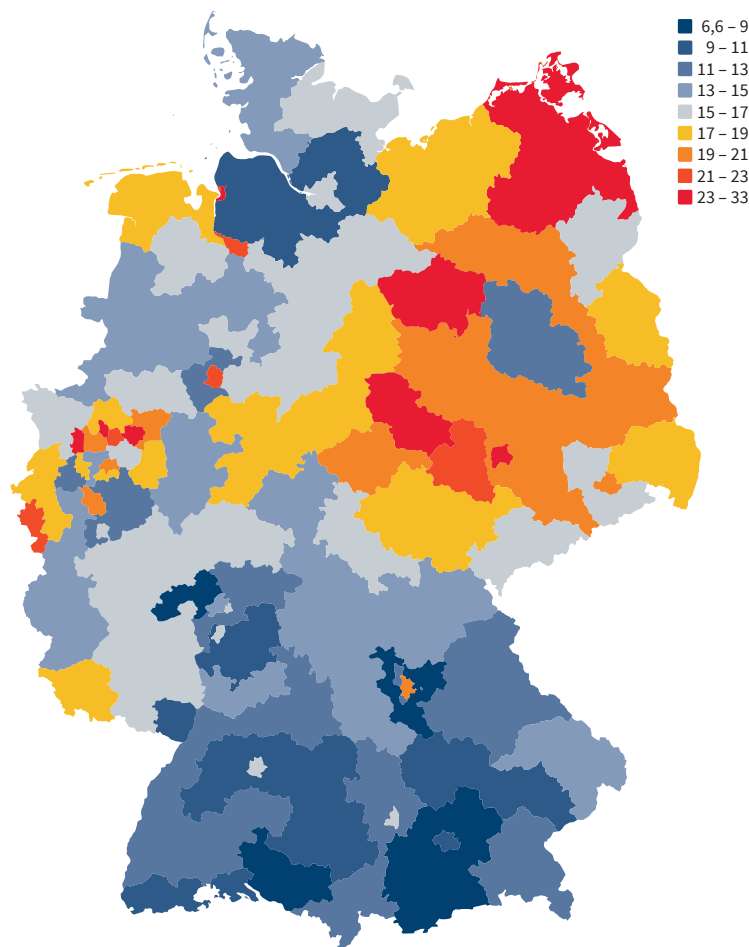 6,6 – 9
9 – 11
11 – 13
13 – 15
15 – 17
17 – 19
19 – 21
21 – 23
23 – 33